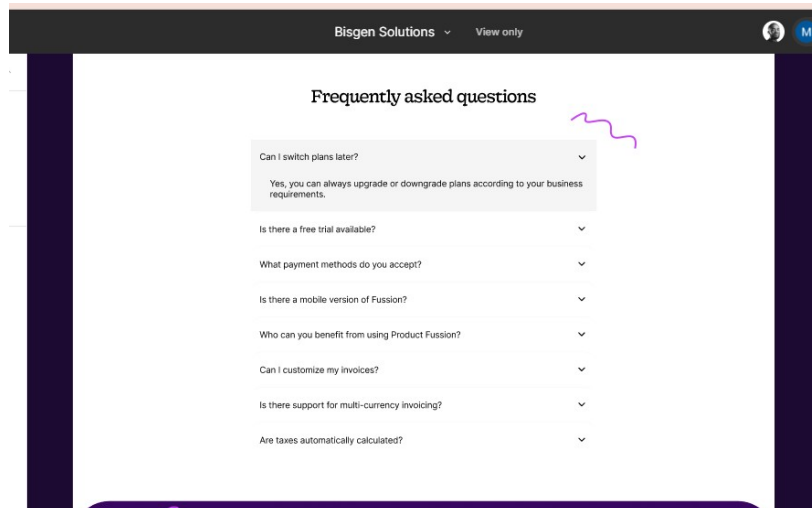 Bisgen Solutions View only
M
Frequently asked questions
Can I switch plans later?
Yes, you can always upgrade or downgrade plans according to your business
requirements.
Is there a free trial available?
What payment methods do you accept?
Is there a mobile version of Fussion?
Who can you benefit from using Product Fussion?
Can I customize my invoices?
Is there support for multi-currency invoicing?
Are taxes automatically calculated?